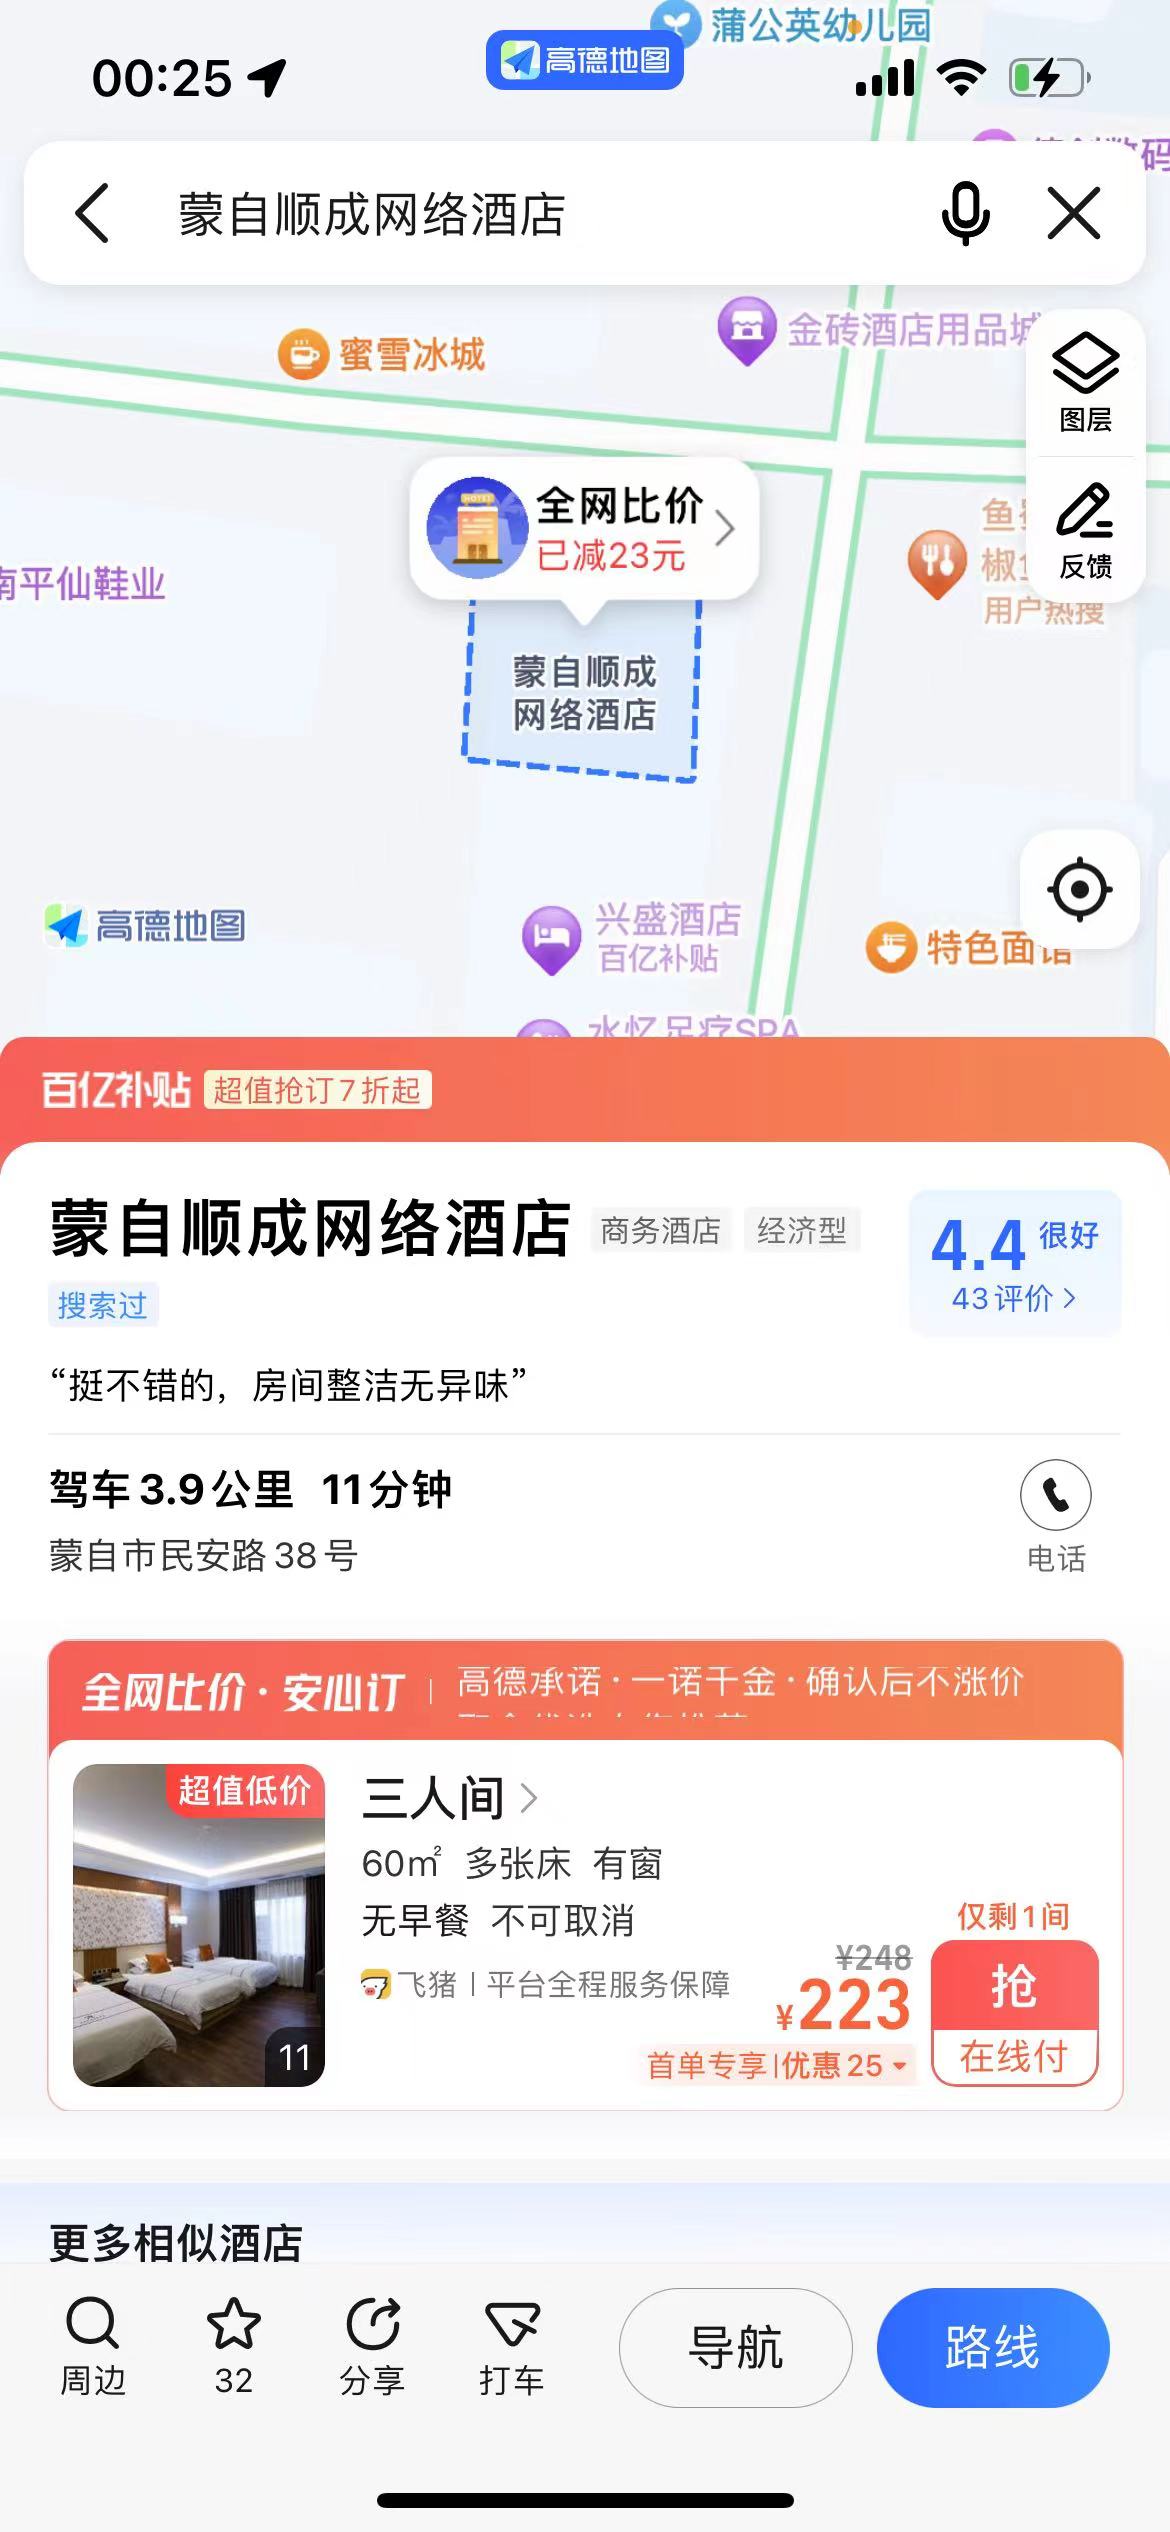 蒲公英幼儿园
00:25
高德地图
蒙自顺成网络酒店
蜜雪冰城
金砖酒店用品城
图层
全网比价
已减23元
反馈
用户热搜
南平仙鞋业
蒙自顺成
网络酒店
高德地图
兴盛酒店
百亿补贴
特色面馆
水忆足疗SPA
百亿补贴 超值抢订7折起
蒙自顺成网络酒店 商务酒店 经济型
4.4 很好
43评价
搜索过
“挺不错的，房间整洁无异味”
驾车3.9公里 11分钟
蒙自市民安路38号
电话
全网比价·安心订 高德承诺·一诺千金·确认后不涨价
超值低价
三人间
60㎡ 多张床 有窗
无早餐 不可取消
仅剩1间
飞猪 平台全程服务保障
¥248
¥223
抢
首单专享|优惠25
在线付
11
更多相似酒店
周边
32
分享
打车
导航
路线